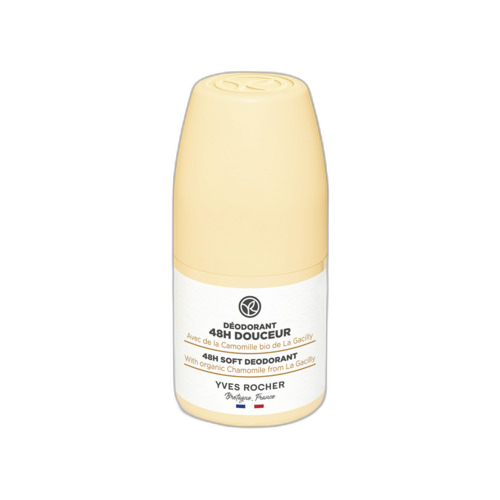 DÉODORANT
48H DOUCEUR
Avec de la Camomille bio de La Gacilly
48H SOFT DEODORANT
With organic Chamomile from La Gacilly
YVES ROCHER
Bretagne, France